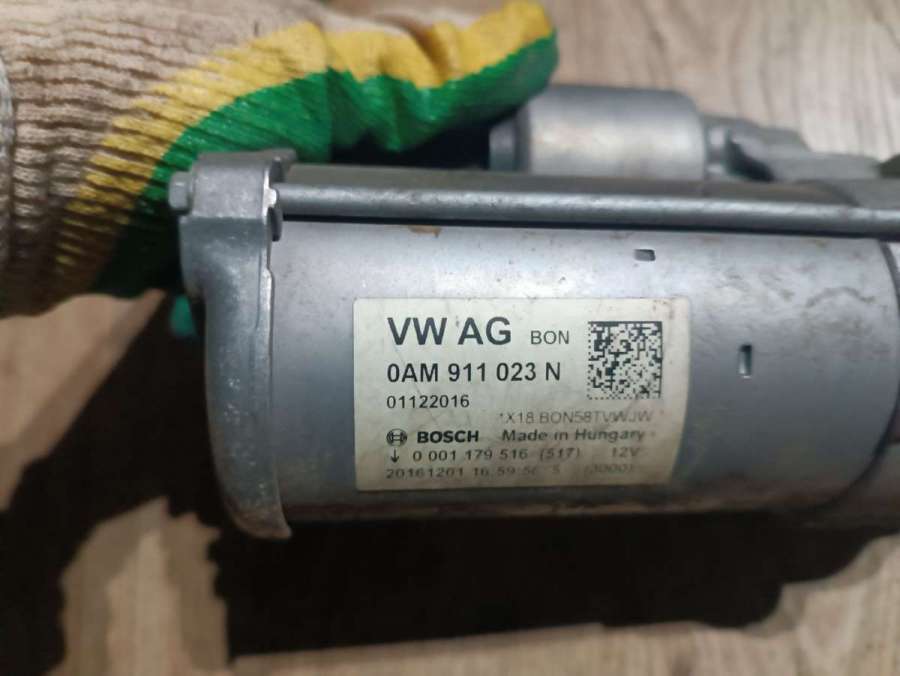 VW AG BON
0AM 911 023 N
01122016
*X18 BON58TVWJW*
BOSCH Made in Hungary
0 001 179 516 (517) 12V
20161201 16:59:56 S (3000)